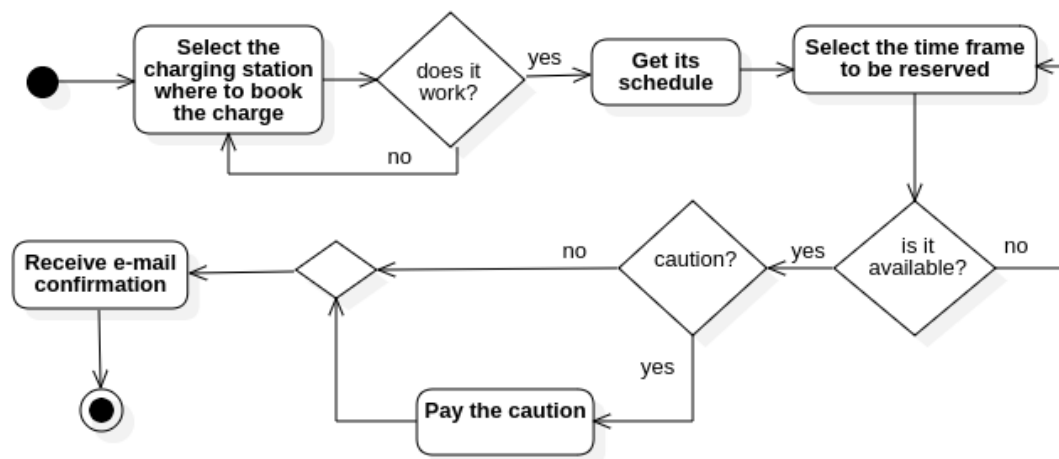 Select the
charging station
where to book
the charge
does it
work?
yes
Get its
schedule
Select the time frame
to be reserved
no
Receive e-mail
confirmation
no
caution?
yes
is it
available?
no
yes
Pay the caution